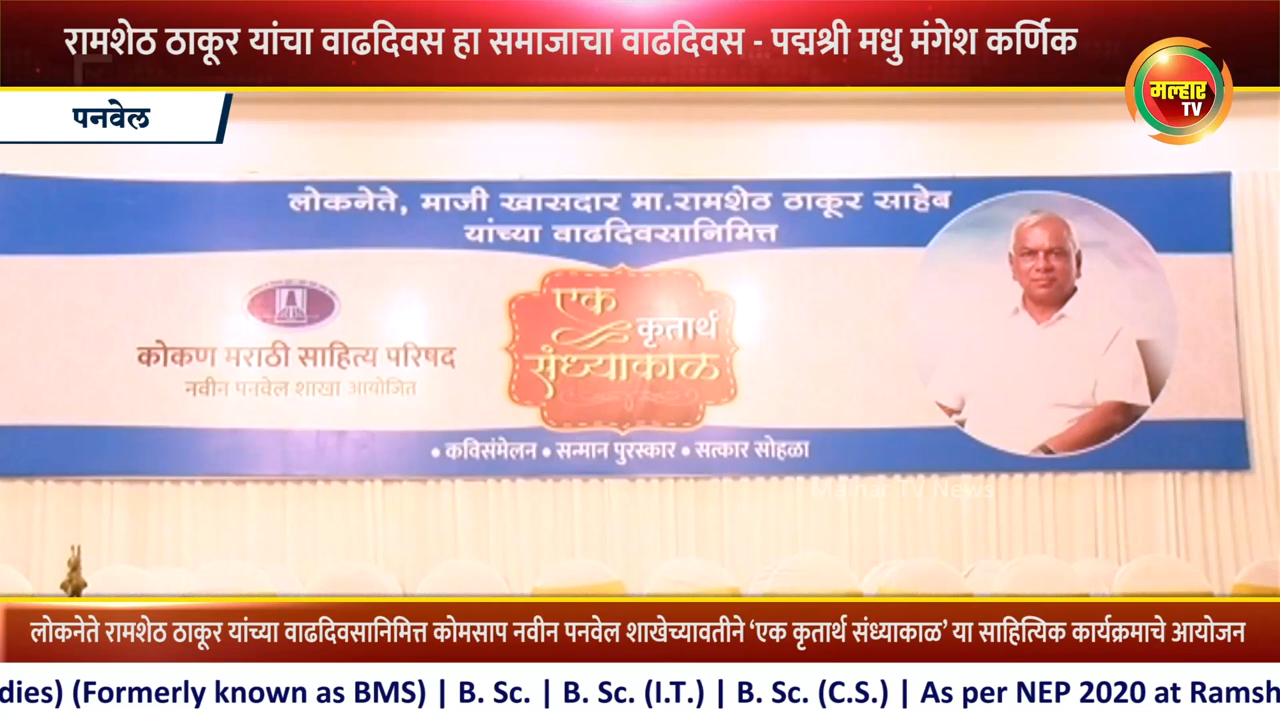 रामशेठ ठाकूर यांचा वाढदिवस हा समाजाचा वाढदिवस - पद्मश्री मधु मंगेश कर्णिक
मल्हार
TV
पनवेल
लोकनेते, माजी खासदार मा.रामशेठ ठाकूर साहेब
यांच्या वाढदिवसानिमित्त
एक
कृतार्थ
संध्याकाळ
कोकण मराठी साहित्य परिषद
नवीन पनवेल शाखा आयोजित
• कविसंमेलन • सन्मान पुरस्कार • सत्कार सोहळा
Malhar TV News
लोकनेते रामशेठ ठाकूर यांच्या वाढदिवसानिमित्त कोमसाप नवीन पनवेल शाखेच्यावतीने ‘एक कृतार्थ संध्याकाळ’ या साहित्यिक कार्यक्रमाचे आयोजन
dies) (Formerly known as BMS) | B. Sc. | B. Sc. (I.T.) | B. Sc. (C.S.) | As per NEP 2020 at Ramsh